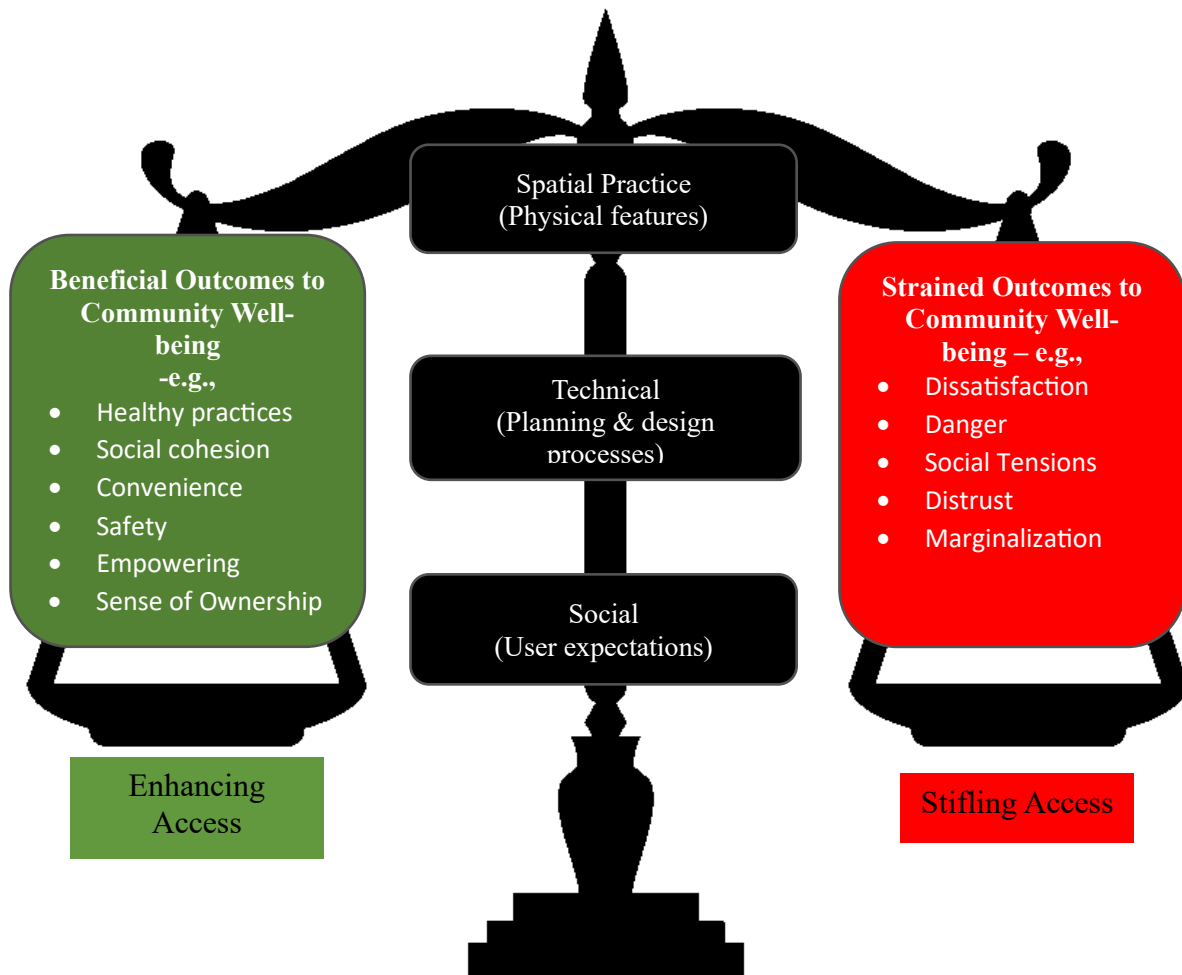 Spatial Practice
(Physical features)
Beneficial Outcomes to
Community Well-
being
-e.g.,
• Healthy practices
• Social cohesion
• Convenience
• Safety
• Empowering
• Sense of Ownership
Technical
(Planning & design
processes)
Social
(User expectations)
Strained Outcomes to
Community Well-
being – e.g.,
• Dissatisfaction
• Danger
• Social Tensions
• Distrust
• Marginalization
Enhancing
Access
Stifling Access